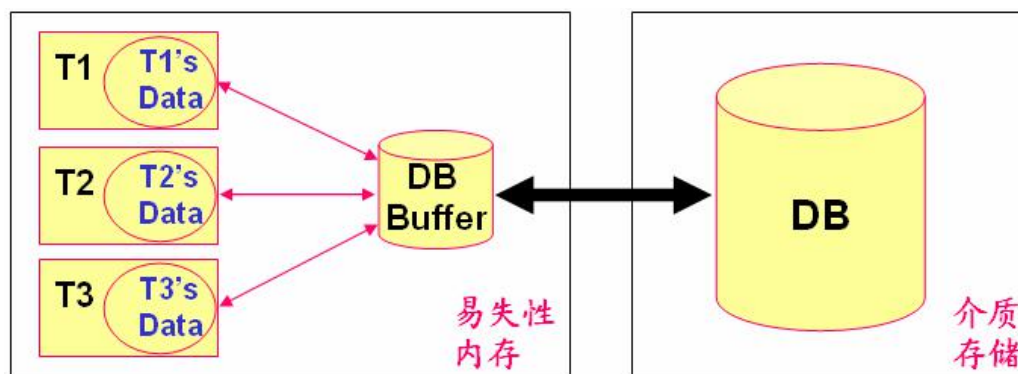 T1
T1's
Data
T2
T2's
Data
T3
T3's
Data
DB
Buffer
易失性
内存
DB
介质
存储